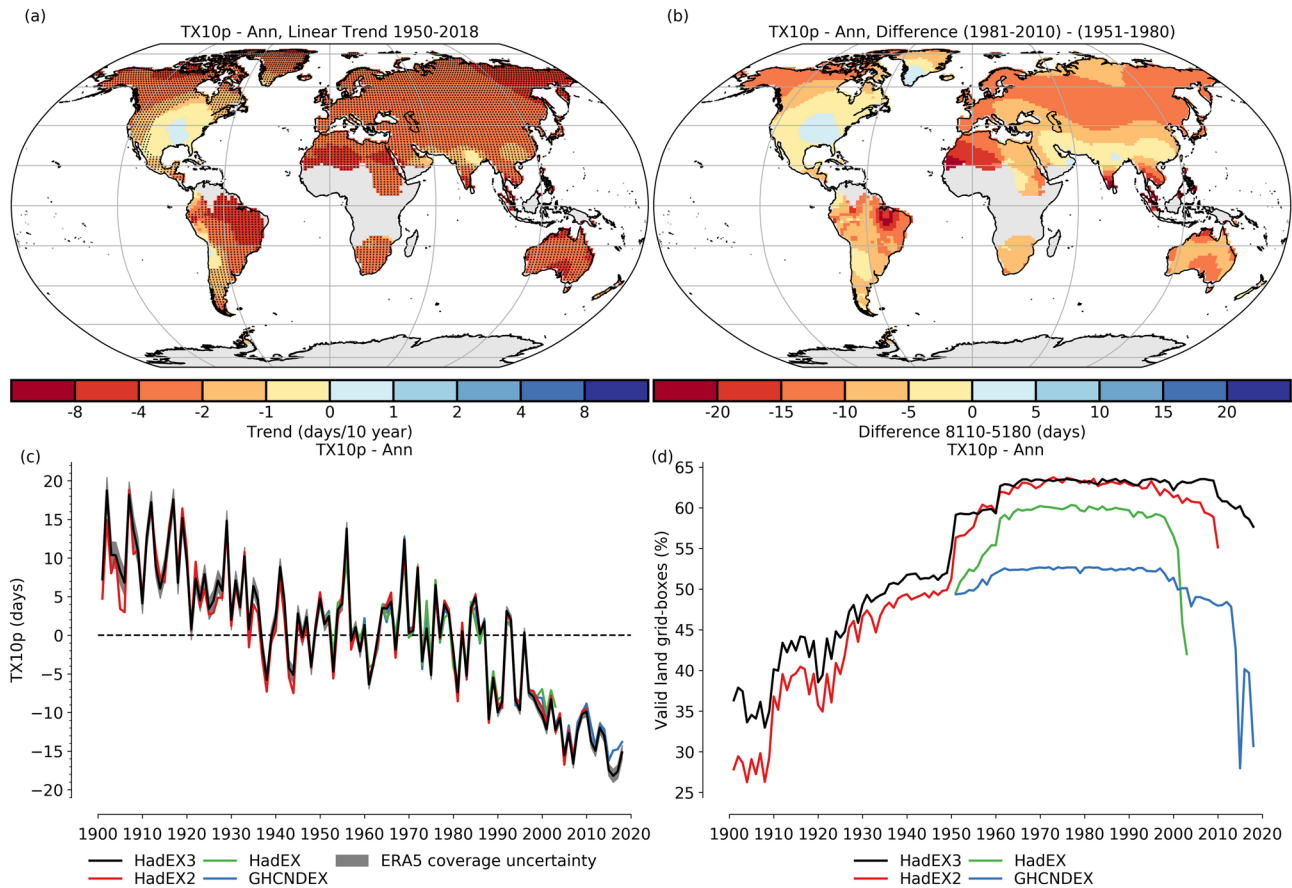 (a)
TX10p - Ann, Linear Trend 1950-2018
-8 -4 -2 -1 0 1 2 4 8
Trend (days/10 year)
(b)
TX10p - Ann, Difference (1981-2010) - (1951-1980)
-20 -15 -10 -5 0 5 10 15 20
Difference 8110-5180 (days)
(c)
TX10p - Ann
TX10p (days)
20
15
10
5
0
−5
−10
−15
−20
1900 1910 1920 1930 1940 1950 1960 1970 1980 1990 2000 2010 2020
HadEX3 HadEX ERA5 coverage uncertainty
HadEX2 GHCNDEX
(d)
TX10p - Ann
Valid land grid-boxes (%)
65
60
55
50
45
40
35
30
25
1900 1910 1920 1930 1940 1950 1960 1970 1980 1990 2000 2010 2020
HadEX3 HadEX
HadEX2 GHCNDEX